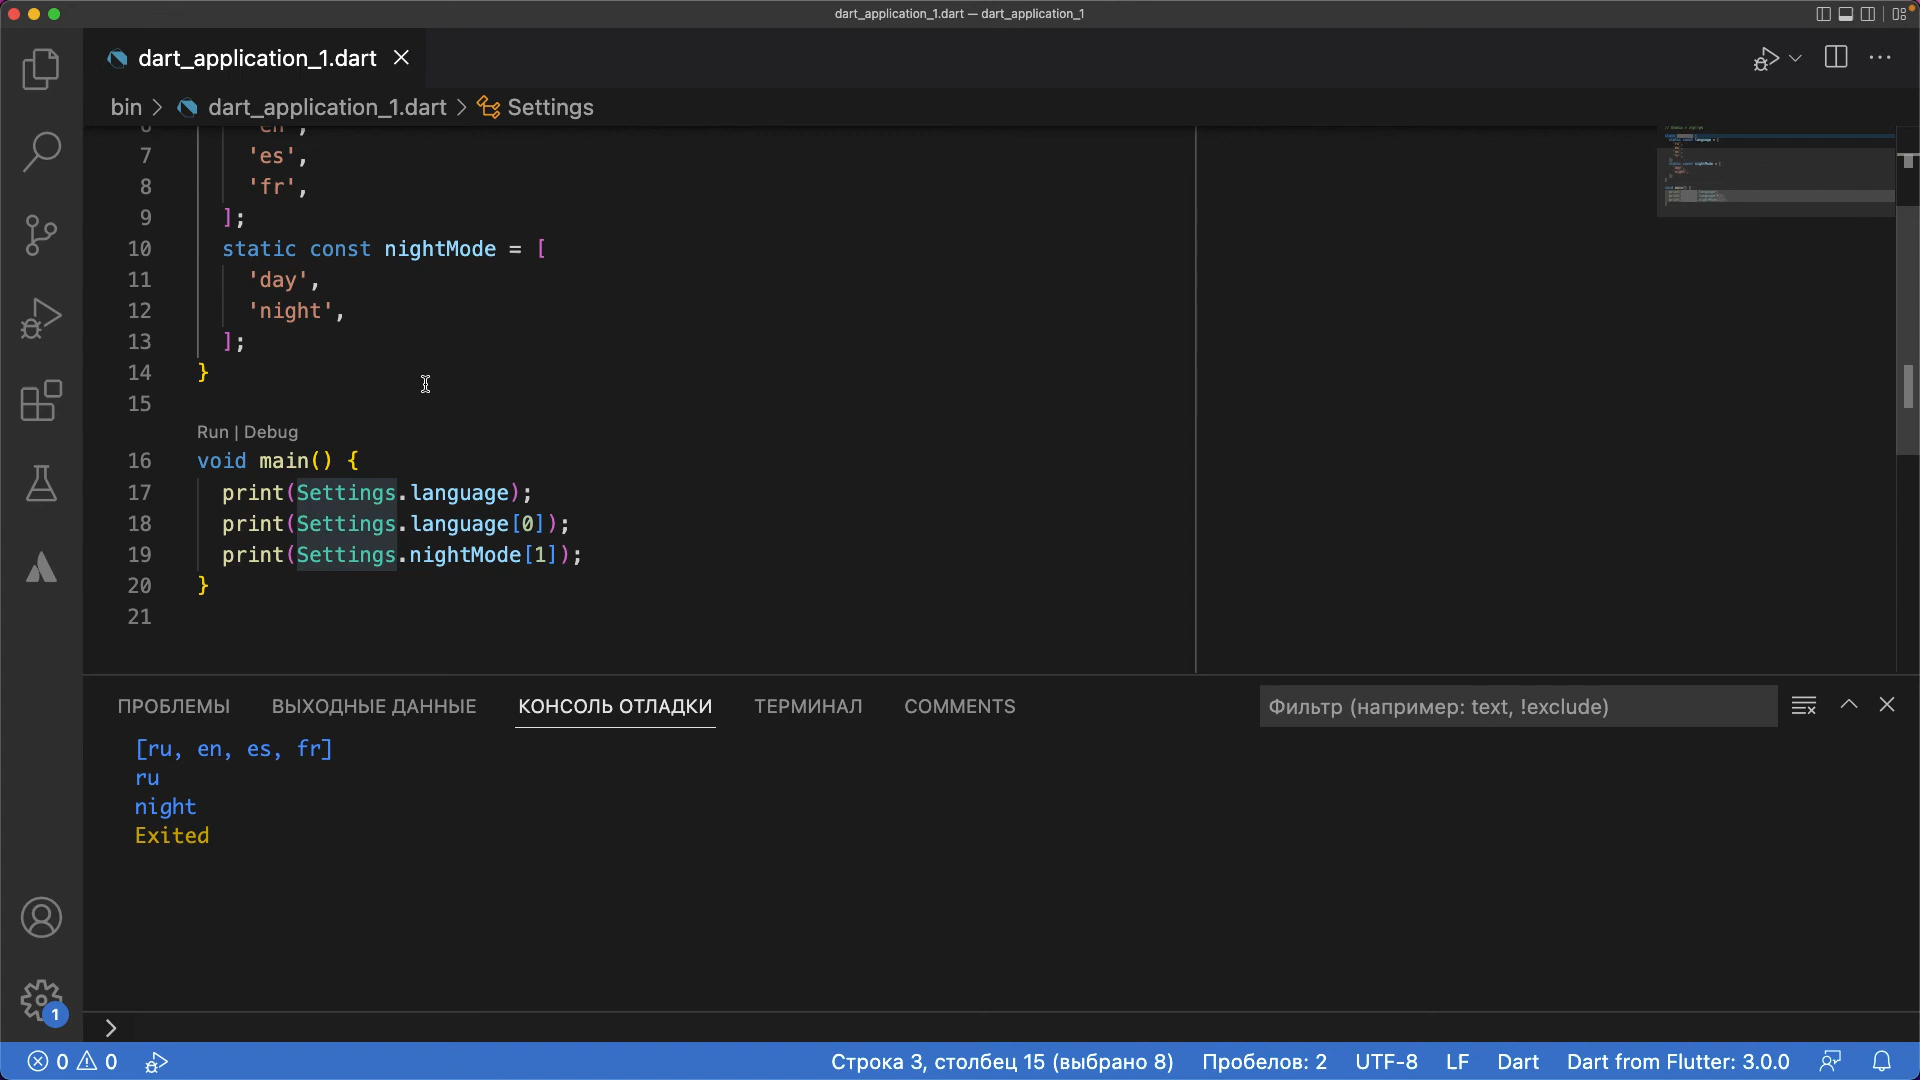 dart_application_1.dart — dart_application_1
dart_application_1.dart
bin > dart_application_1.dart > Settings
6 'en',
7 'es',
8 'fr',
9 ];
10 static const nightMode = [
11 'day',
12 'night',
13 ];
14 }
15
Run | Debug
16 void main() {
17 print(Settings.language);
18 print(Settings.language[0]);
19 print(Settings.nightMode[1]);
20 }
21
ПРОБЛЕМЫ ВЫХОДНЫЕ ДАННЫЕ КОНСОЛЬ ОТЛАДКИ ТЕРМИНАЛ COMMENTS Фильтр (например: text, !exclude)
[ru, en, es, fr]
ru
night
Exited
1
0 0 Строка 3, столбец 15 (выбрано 8) Пробелов: 2 UTF-8 LF Dart Dart from Flutter: 3.0.0